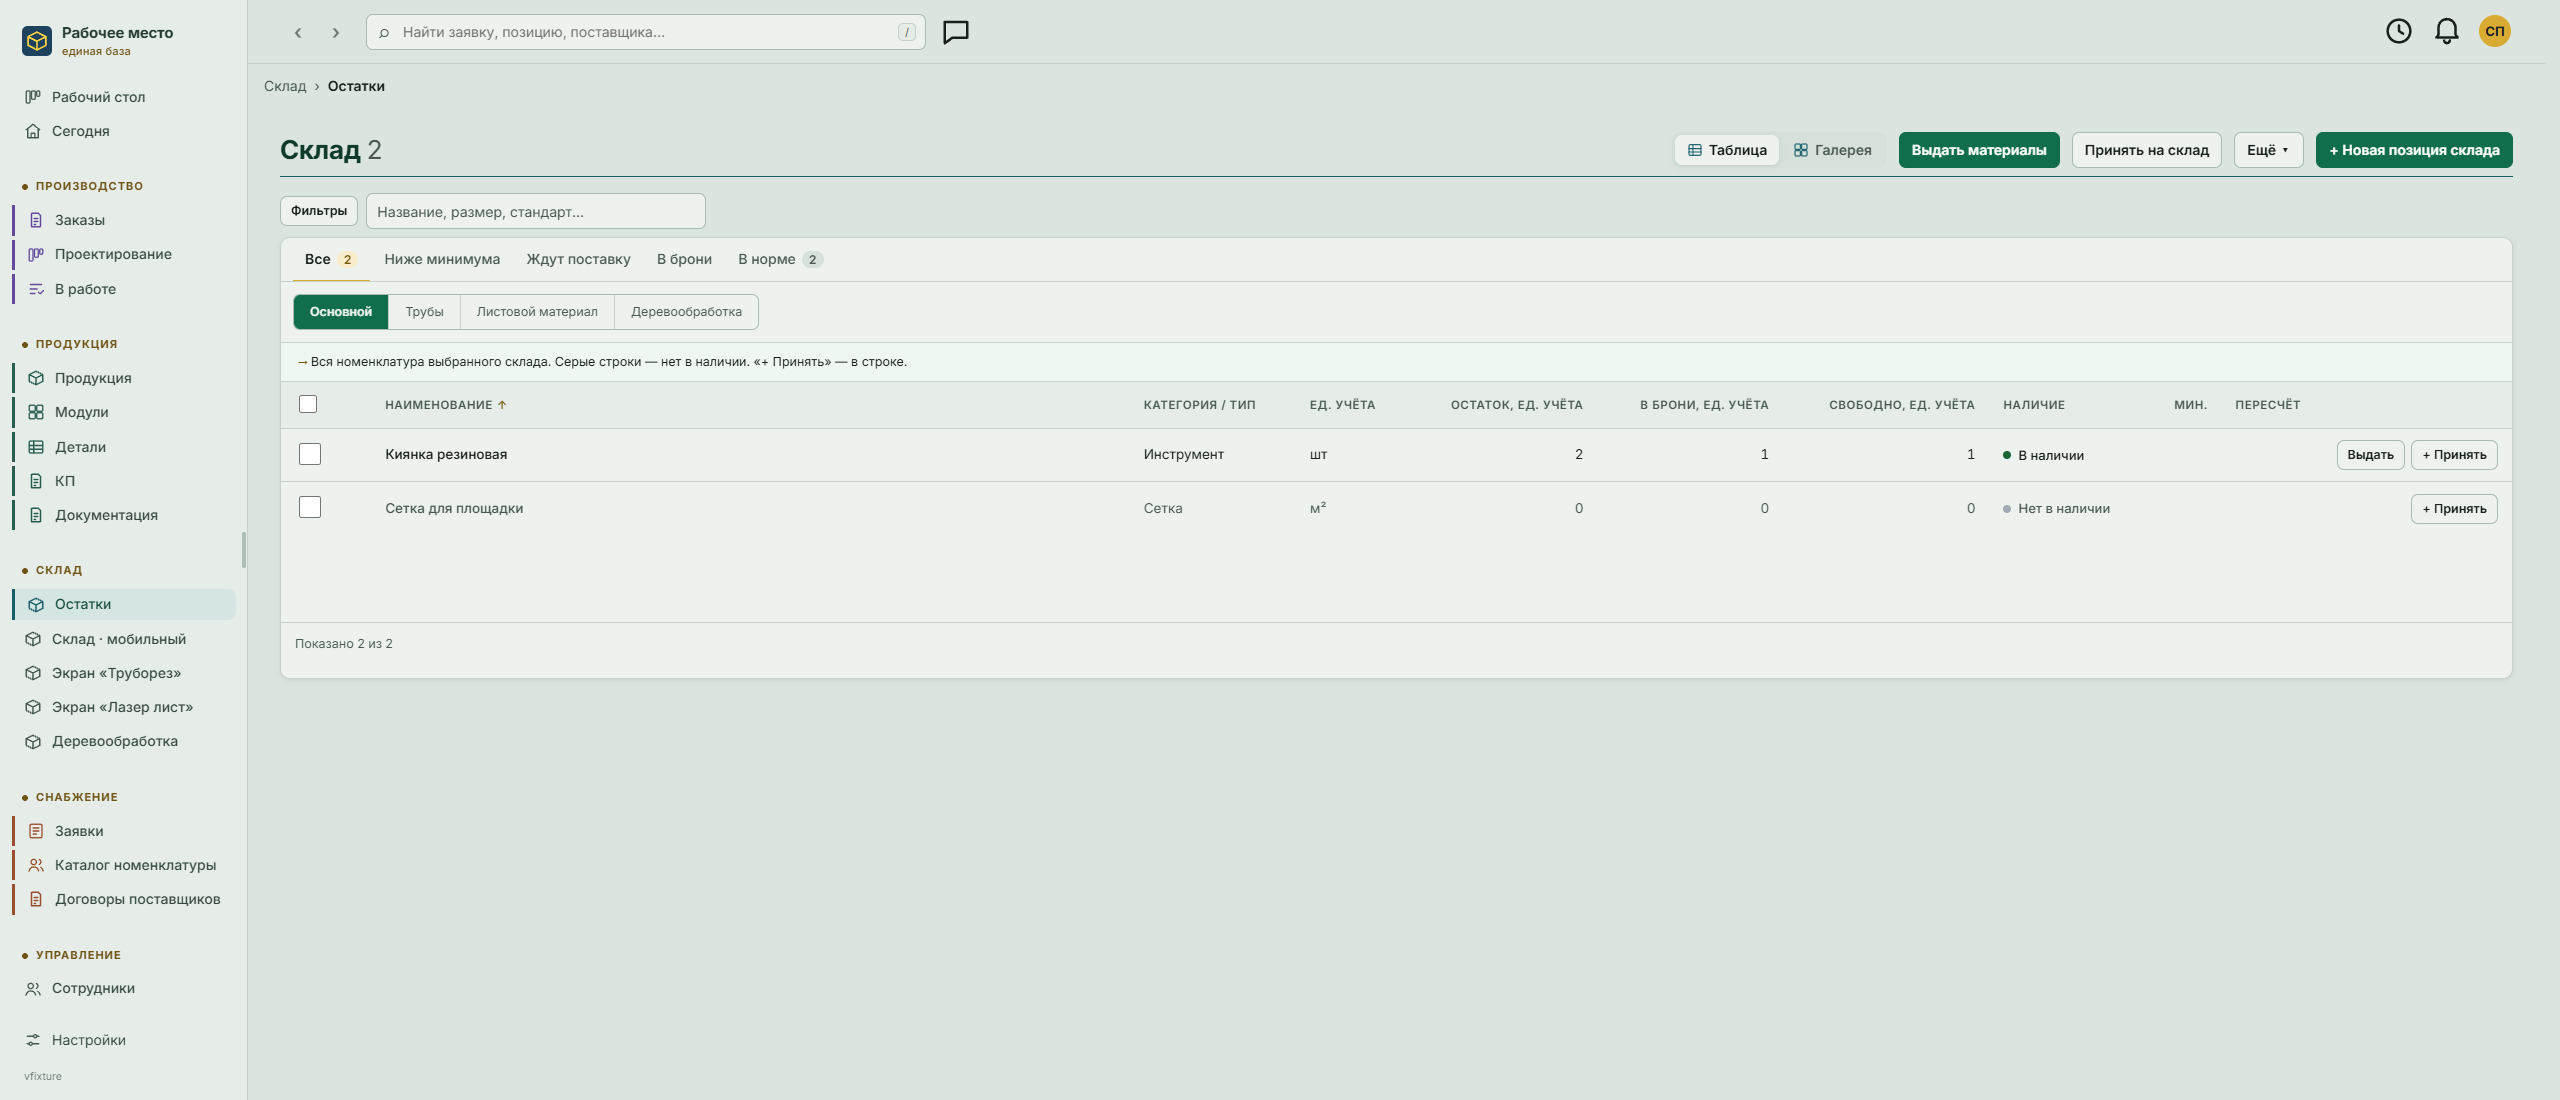 Рабочее место
единая база
Рабочий стол
Сегодня
ПРОИЗВОДСТВО
Заказы
Проектирование
В работе
ПРОДУКЦИЯ
Продукция
Модули
Детали
КП
Документация
СКЛАД
Остатки
Склад · мобильный
Экран «Труборез»
Экран «Лазер лист»
Деревообработка
СНАБЖЕНИЕ
Заявки
Каталог номенклатуры
Договоры поставщиков
УПРАВЛЕНИЕ
Сотрудники
Настройки
vfixture
‹ › Найти заявку, позицию, поставщика... / СП
Склад › Остатки
Склад 2 Таблица Галерея Выдать материалы Принять на склад Ещё ▾ + Новая позиция склада
Фильтры Название, размер, стандарт...
Все 2 Ниже минимума Ждут поставку В брони В норме 2
Основной Трубы Листовой материал Деревообработка
→ Вся номенклатура выбранного склада. Серые строки — нет в наличии. «+ Принять» — в строке.
НАИМЕНОВАНИЕ ↑ КАТЕГОРИЯ / ТИП ЕД. УЧЁТА ОСТАТОК, ЕД. УЧЁТА В БРОНИ, ЕД. УЧЁТА СВОБОДНО, ЕД. УЧЁТА НАЛИЧИЕ МИН. ПЕРЕСЧЁТ
Киянка резиновая Инструмент шт 2 1 1 В наличии Выдать + Принять
Сетка для площадки Сетка м² 0 0 0 Нет в наличии + Принять
Показано 2 из 2